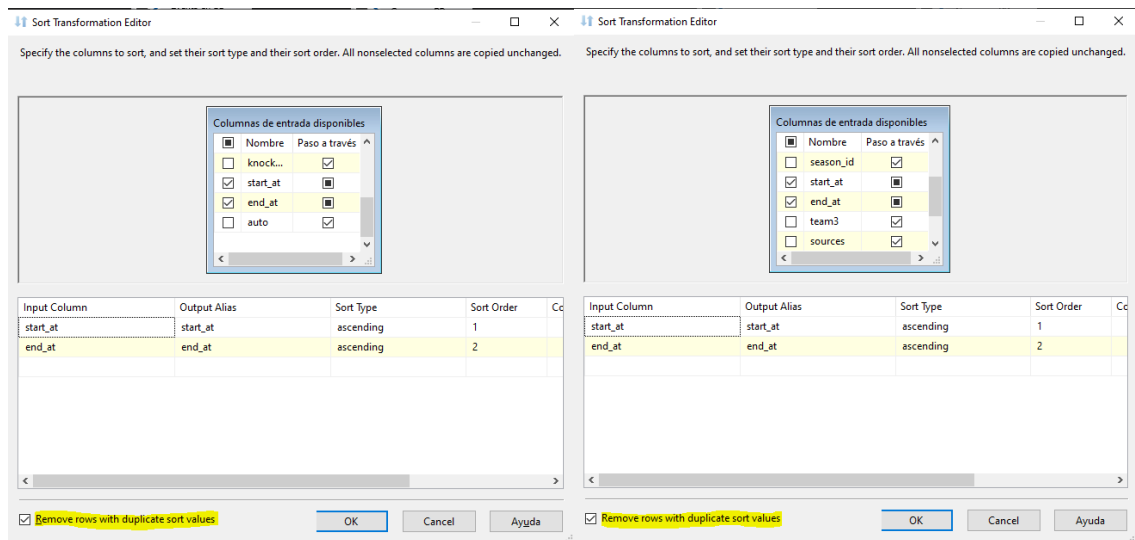 Sort Transformation Editor
Specify the columns to sort, and set their sort type and their sort order. All nonselected columns are copied unchanged.
Columnas de entrada disponibles
Nombre Paso a través
knock...
start_at
end_at
auto
Input Column Output Alias Sort Type Sort Order
start_at start_at ascending 1
end_at end_at ascending 2
Remove rows with duplicate sort values
OK Cancel Ayuda
Sort Transformation Editor
Specify the columns to sort, and set their sort type and their sort order. All nonselected columns are copied unchanged.
Columnas de entrada disponibles
Nombre Paso a través
season_id
start_at
end_at
team3
sources
Input Column Output Alias Sort Type Sort Order
start_at start_at ascending 1
end_at end_at ascending 2
Remove rows with duplicate sort values
OK Cancel Ayuda